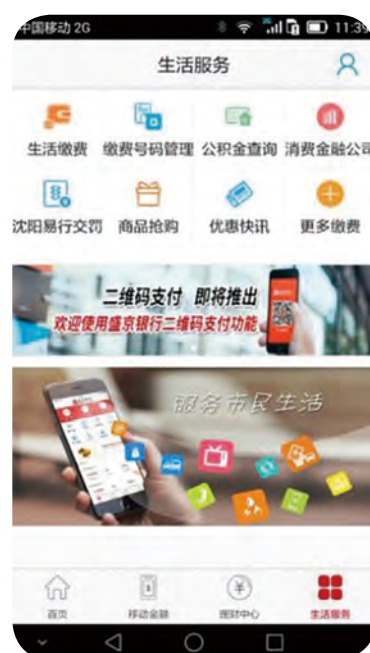 中国移动 2G
11:39
生活服务
生活缴费 缴费号码管理 公积金查询 消费金融公司
沈阳易行交罚 商品抢购 优惠快讯 更多缴费
二维码支付 即将推出
欢迎使用盛京银行二维码支付功能
服务市民生活
首页 移动金融 理财中心 生活服务